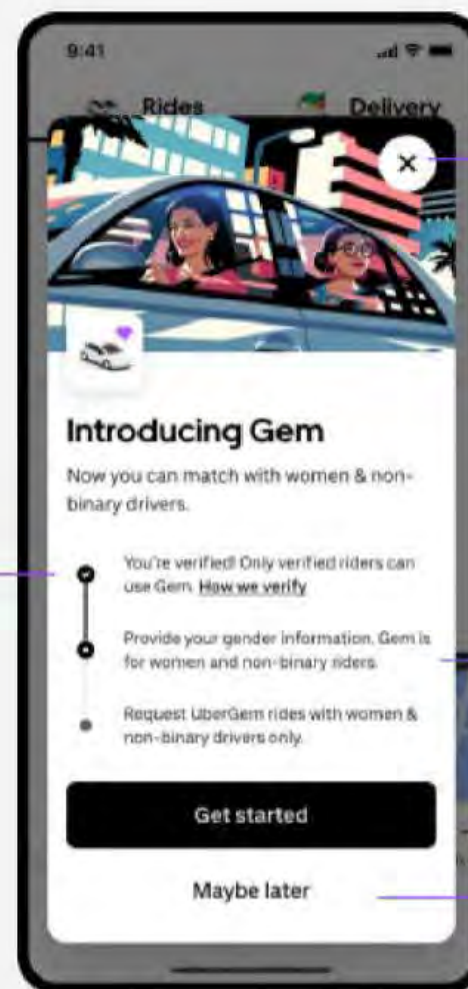 9:41
Rides Delivery
Introducing Gem
Now you can match with women & non-
binary drivers.
You're verified! Only verified riders can
use Gem. How we verify
Provide your gender information. Gem is
for women and non-binary riders.
Request UberGem rides with women &
non-binary drivers only.
Get started
Maybe later